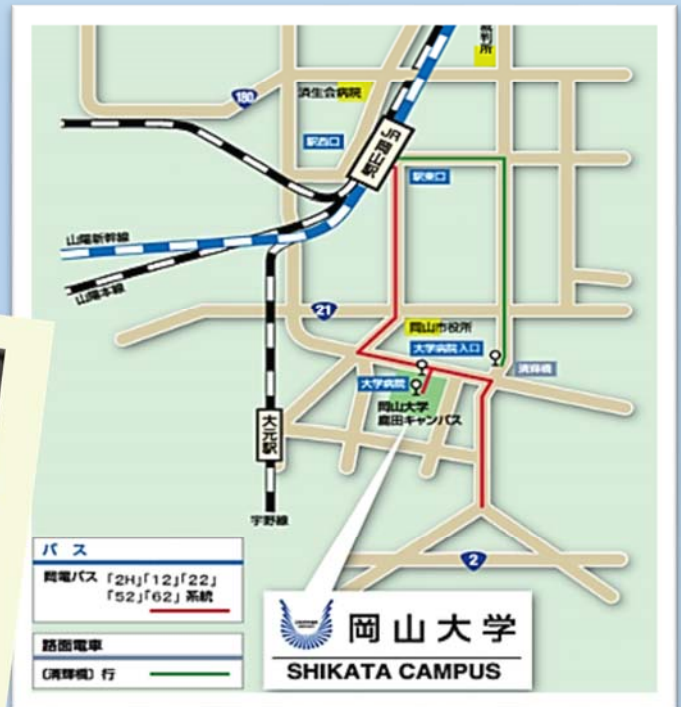 裁判所
180
済生会病院
駅西口
JR岡山駅
駅東口
山陽新幹線
山陽本線
21
岡山市役所
大学病院入口
清輝橋
大学病院
岡山大学
鹿田キャンパス
大元駅
宇野線
2
バス
岡電バス「2H」「12」「22」
「52」「62」系統
路面電車
(清輝橋)行
岡山大学
SHIKATA CAMPUS